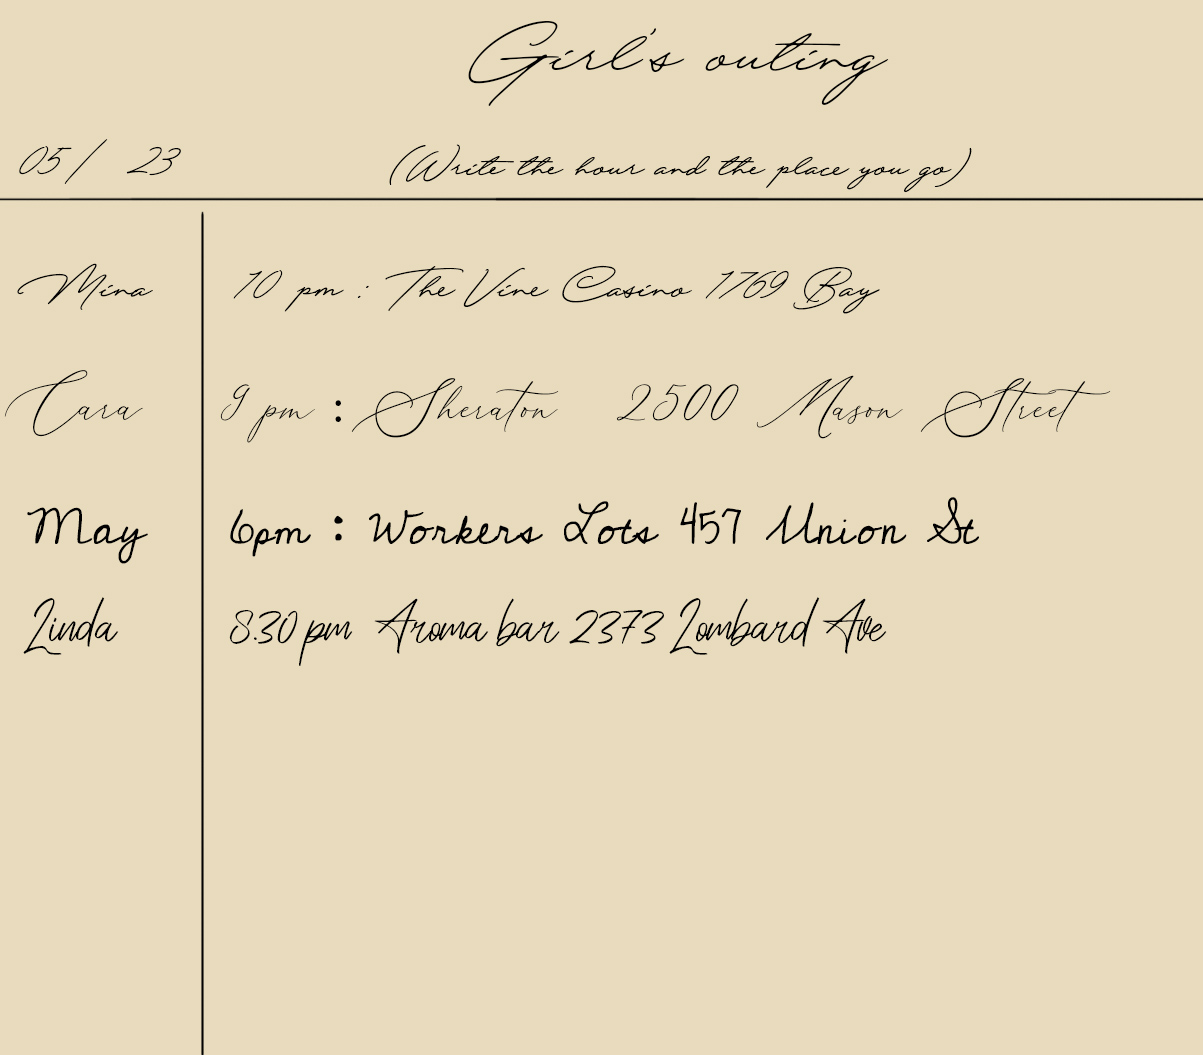 Girl's outing
05/ 23
(Write the hour and the place you go)
Mina 10 pm : The Vine Casino 1769 Bay
Cara 9 pm : Sheraton 2500 Mason Street
May 6pm : Workers Lots 457 Union St
Linda 8.30 pm Aroma bar 2373 Lombard Ave